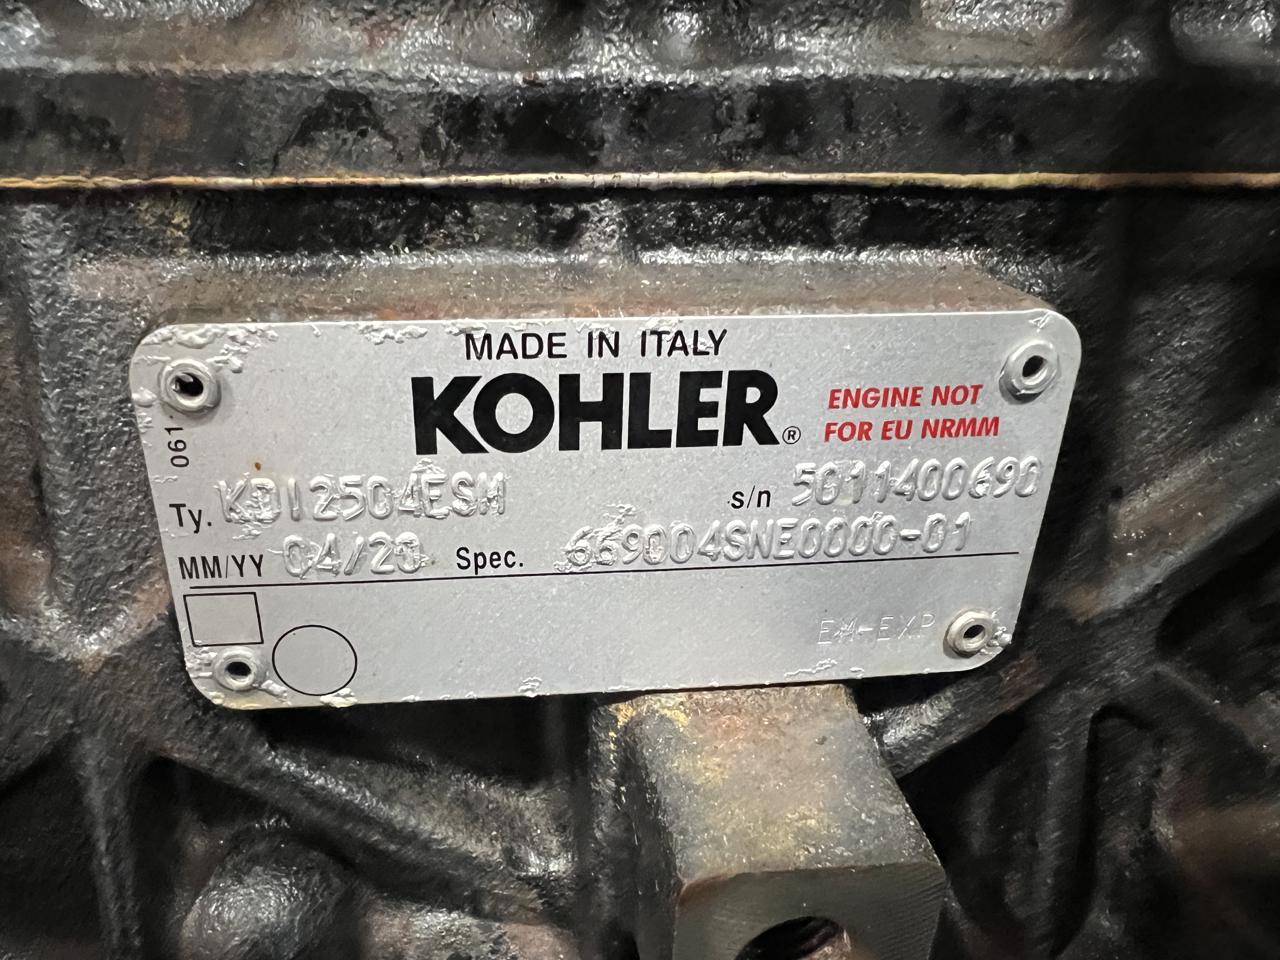 MADE IN ITALY
KOHLER®
ENGINE NOT
FOR EU NRMM
061
Ty. KDI2504ESM s/n 5011400690
MM/YY 04/20 Spec. 669004SNE0000-01
EM-EXP